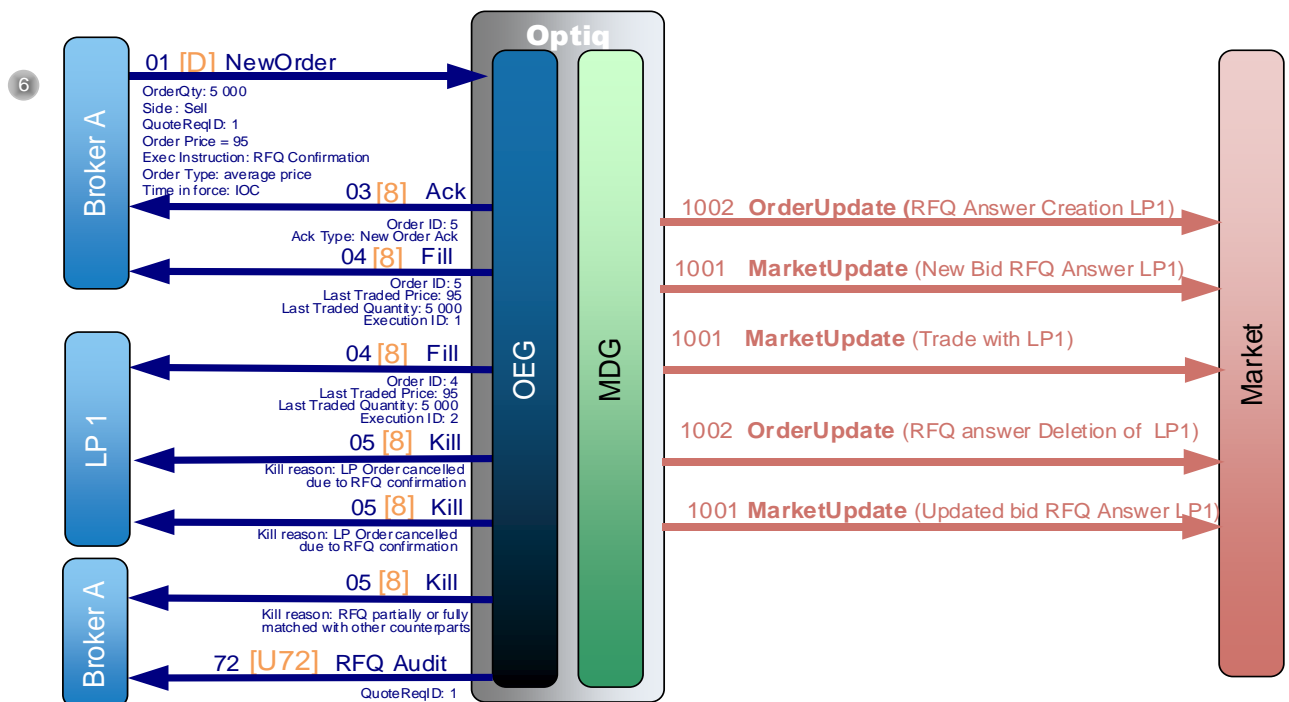 Optiq
6
Broker A
01 [D] NewOrder
OrderQty: 5 000
Side : Sell
QuoteReqID: 1
Order Price = 95
Exec Instruction: RFQ Confirmation
Order Type: average price
Time in force: IOC
03 [8] Ack
Order ID: 5
Ack Type: New Order Ack
04 [8] Fill
Order ID: 5
Last Traded Price: 95
Last Traded Quantity: 5 000
Execution ID: 1
LP 1
04 [8] Fill
Order ID: 4
Last Traded Price: 95
Last Traded Quantity: 5 000
Execution ID: 2
05 [8] Kill
Kill reason: LP Order cancelled
due to RFQ confirmation
05 [8] Kill
Kill reason: LP Order cancelled
due to RFQ confirmation
Broker A
05 [8] Kill
Kill reason: RFQ partially or fully
matched with other counterparts
72 [U72] RFQ Audit
QuoteReqID: 1
OEG
MDG
1002 OrderUpdate (RFQ Answer Creation LP1)
1001 MarketUpdate (New Bid RFQ Answer LP1)
1001 MarketUpdate (Trade with LP1)
1002 OrderUpdate (RFQ answer Deletion of LP1)
1001 MarketUpdate (Updated bid RFQ Answer LP1)
Market